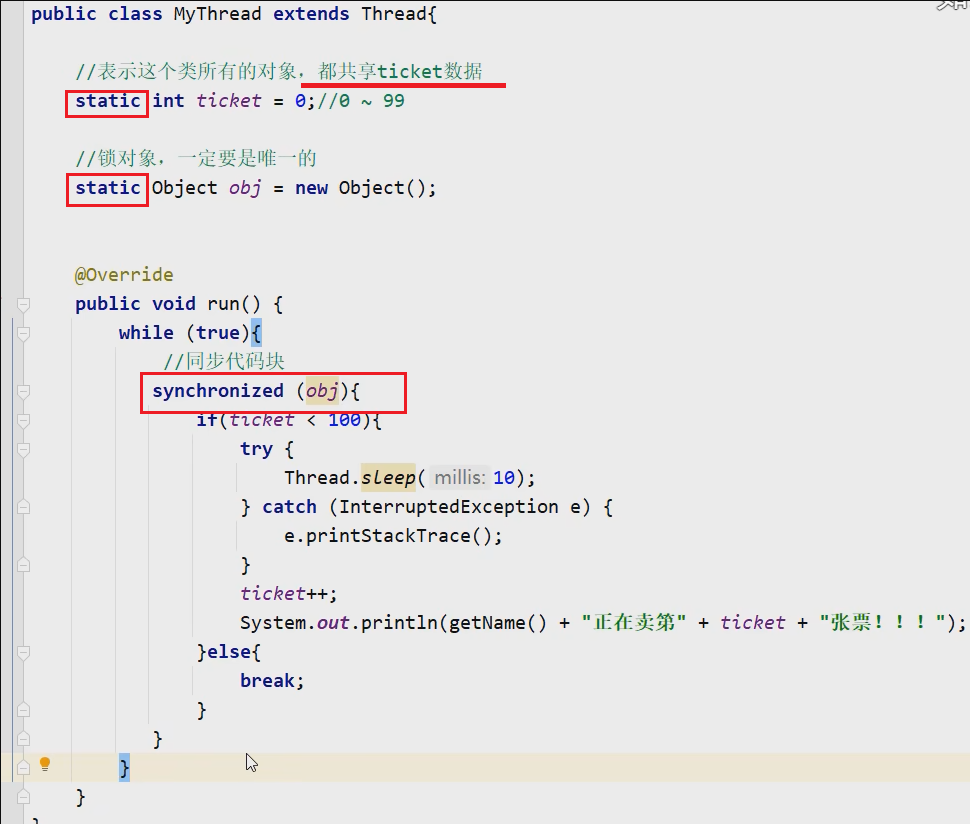 public class MyThread extends Thread{
//表示这个类所有的对象，都共享ticket数据
static int ticket = 0;//0 ~ 99
//锁对象，一定要是唯一的
static Object obj = new Object();
@Override
public void run() {
while (true){
//同步代码块
synchronized (obj){
if(ticket < 100){
try {
Thread.sleep( millis: 10);
} catch (InterruptedException e) {
e.printStackTrace();
}
ticket++;
System.out.println(getName() + "正在卖第" + ticket + "张票！！！");
}else{
break;
}
}
}
}